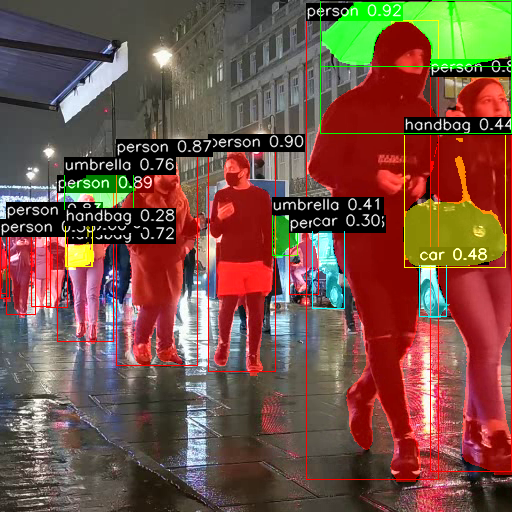 person 0.92
person 0.8
handbag 0.44
person 0.87
person 0.90
umbrella 0.76
person 0.89
umbrella 0.41
person
handbag 0.28
car 0.30
person
0.72
car 0.48